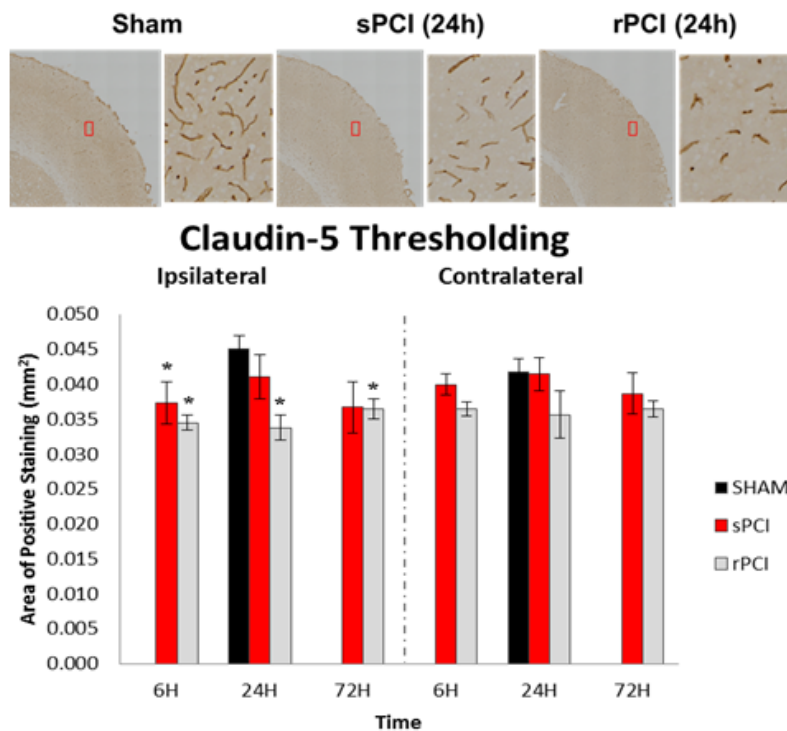 Sham sPCI (24h) rPCI (24h)
Claudin-5 Thresholding
Ipsilateral Contralateral
Area of Positive Staining (mm²)
0.050
0.045
0.040
0.035
0.030
0.025
0.020
0.015
0.010
0.005
0.000
* * * *
6H 24H 72H 6H 24H 72H
Time
SHAM
sPCI
rPCI